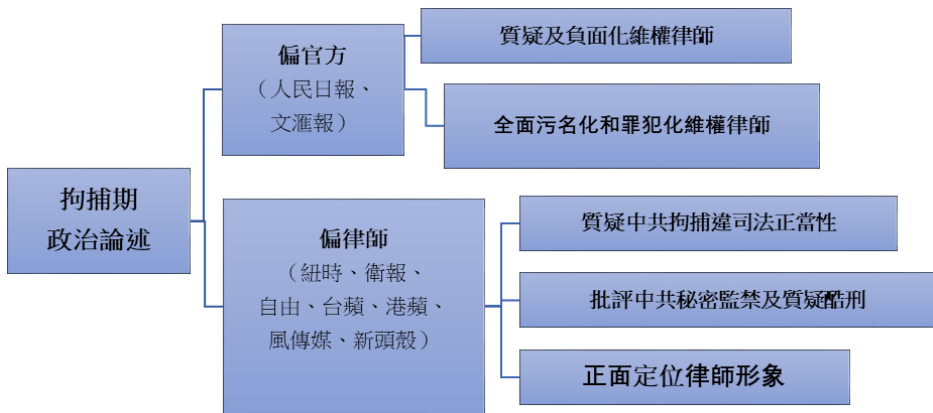 拘捕期
政治論述
偏官方
（人民日報、
文滙報）
質疑及負面化維權律師
全面污名化和罪犯化維權律師
偏律師
（紐時、衛報、
自由、台蘋、港蘋、
風傳媒、新頭殼）
質疑中共拘捕違司法正當性
批評中共秘密監禁及質疑酷刑
正面定位律師形象